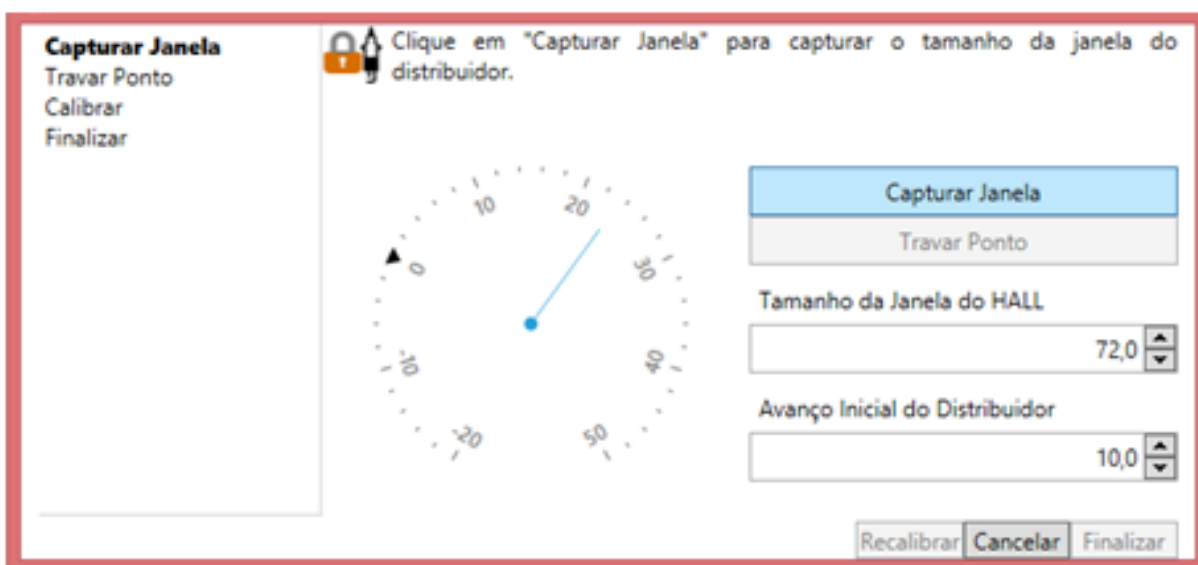 Capturar Janela
Travar Ponto
Calibrar
Finalizar
Clique em "Capturar Janela" para capturar o tamanho da janela do
distribuidor.
-20
-10
0
10
20
30
40
50
Capturar Janela
Travar Ponto
Tamanho da Janela do HALL
72,0
Avanço Inicial do Distribuidor
10,0
Recalibrar Cancelar Finalizar